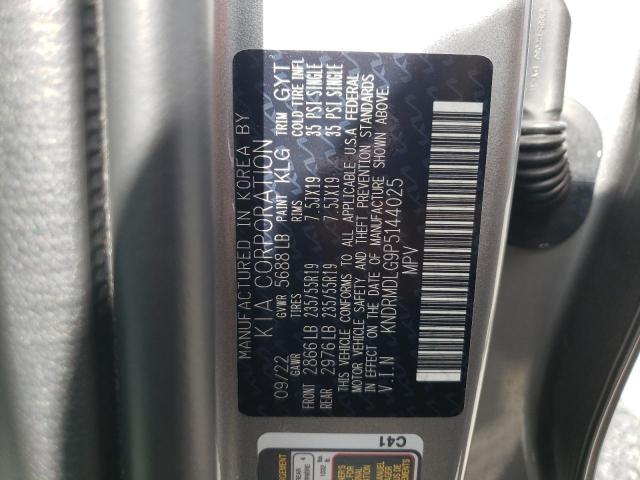 MANUFACTURED IN KOREA BY
KIA CORPORATION
09/22 GVWR 5688LB PAINT KLG TRIM GYT
GAWR TIRES RIMS COLD TIRE INFL
FRONT 2866LB 235/55R19 7.5JX19 35 PSI SINGLE
REAR 2976LB 235/55R19 7.5JX19 35 PSI SINGLE
THIS VEHICLE CONFORMS TO ALL APPLICABLE U.S.A FEDERAL
MOTOR VEHICLE SAFETY AND THEFT PREVENTION STANDARDS
IN EFFECT ON THE DATE OF MANUFACTURE SHOWN ABOVE.
V.I.N KNDRMDLG9P5144025
MPV
C41